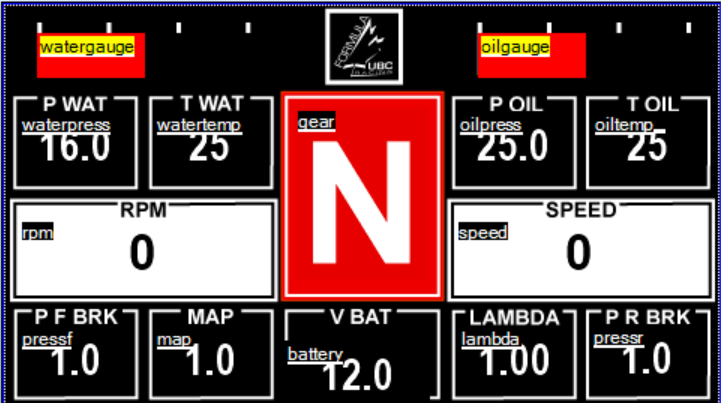 watergauge
FORMULA
UBC
RACING
oilgauge
P WAT
waterpress
16.0
T WAT
watertemp
25
gear
N
P OIL
oilpress
25.0
T OIL
oiltemp
25
RPM
rpm
0
SPEED
speed
0
P F BRK
pressf
1.0
MAP
map
1.0
V BAT
battery
12.0
LAMBDA
lambda
1.00
P R BRK
pressr
1.0